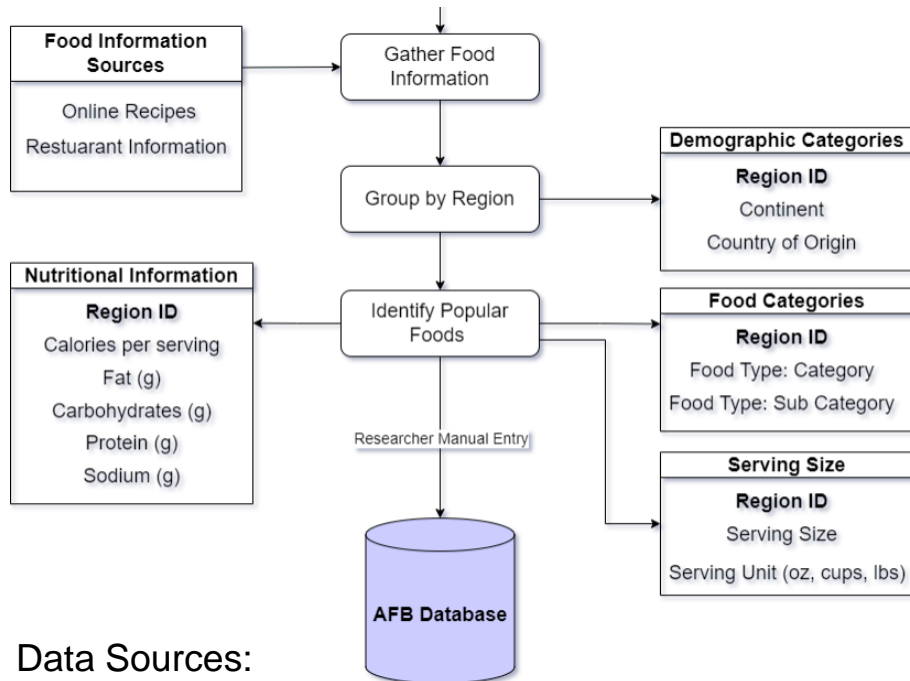 Food Information
Sources
Online Recipes
Restuarant Information
Gather Food
Information
Group by Region
Demographic Categories
Region ID
Continent
Country of Origin
Nutritional Information
Region ID
Calories per serving
Fat (g)
Carbohydrates (g)
Protein (g)
Sodium (g)
Identify Popular
Foods
Food Categories
Region ID
Food Type: Category
Food Type: Sub Category
Researcher Manual Entry
Serving Size
Region ID
Serving Size
Serving Unit (oz, cups, lbs)
AFB Database
Data Sources: